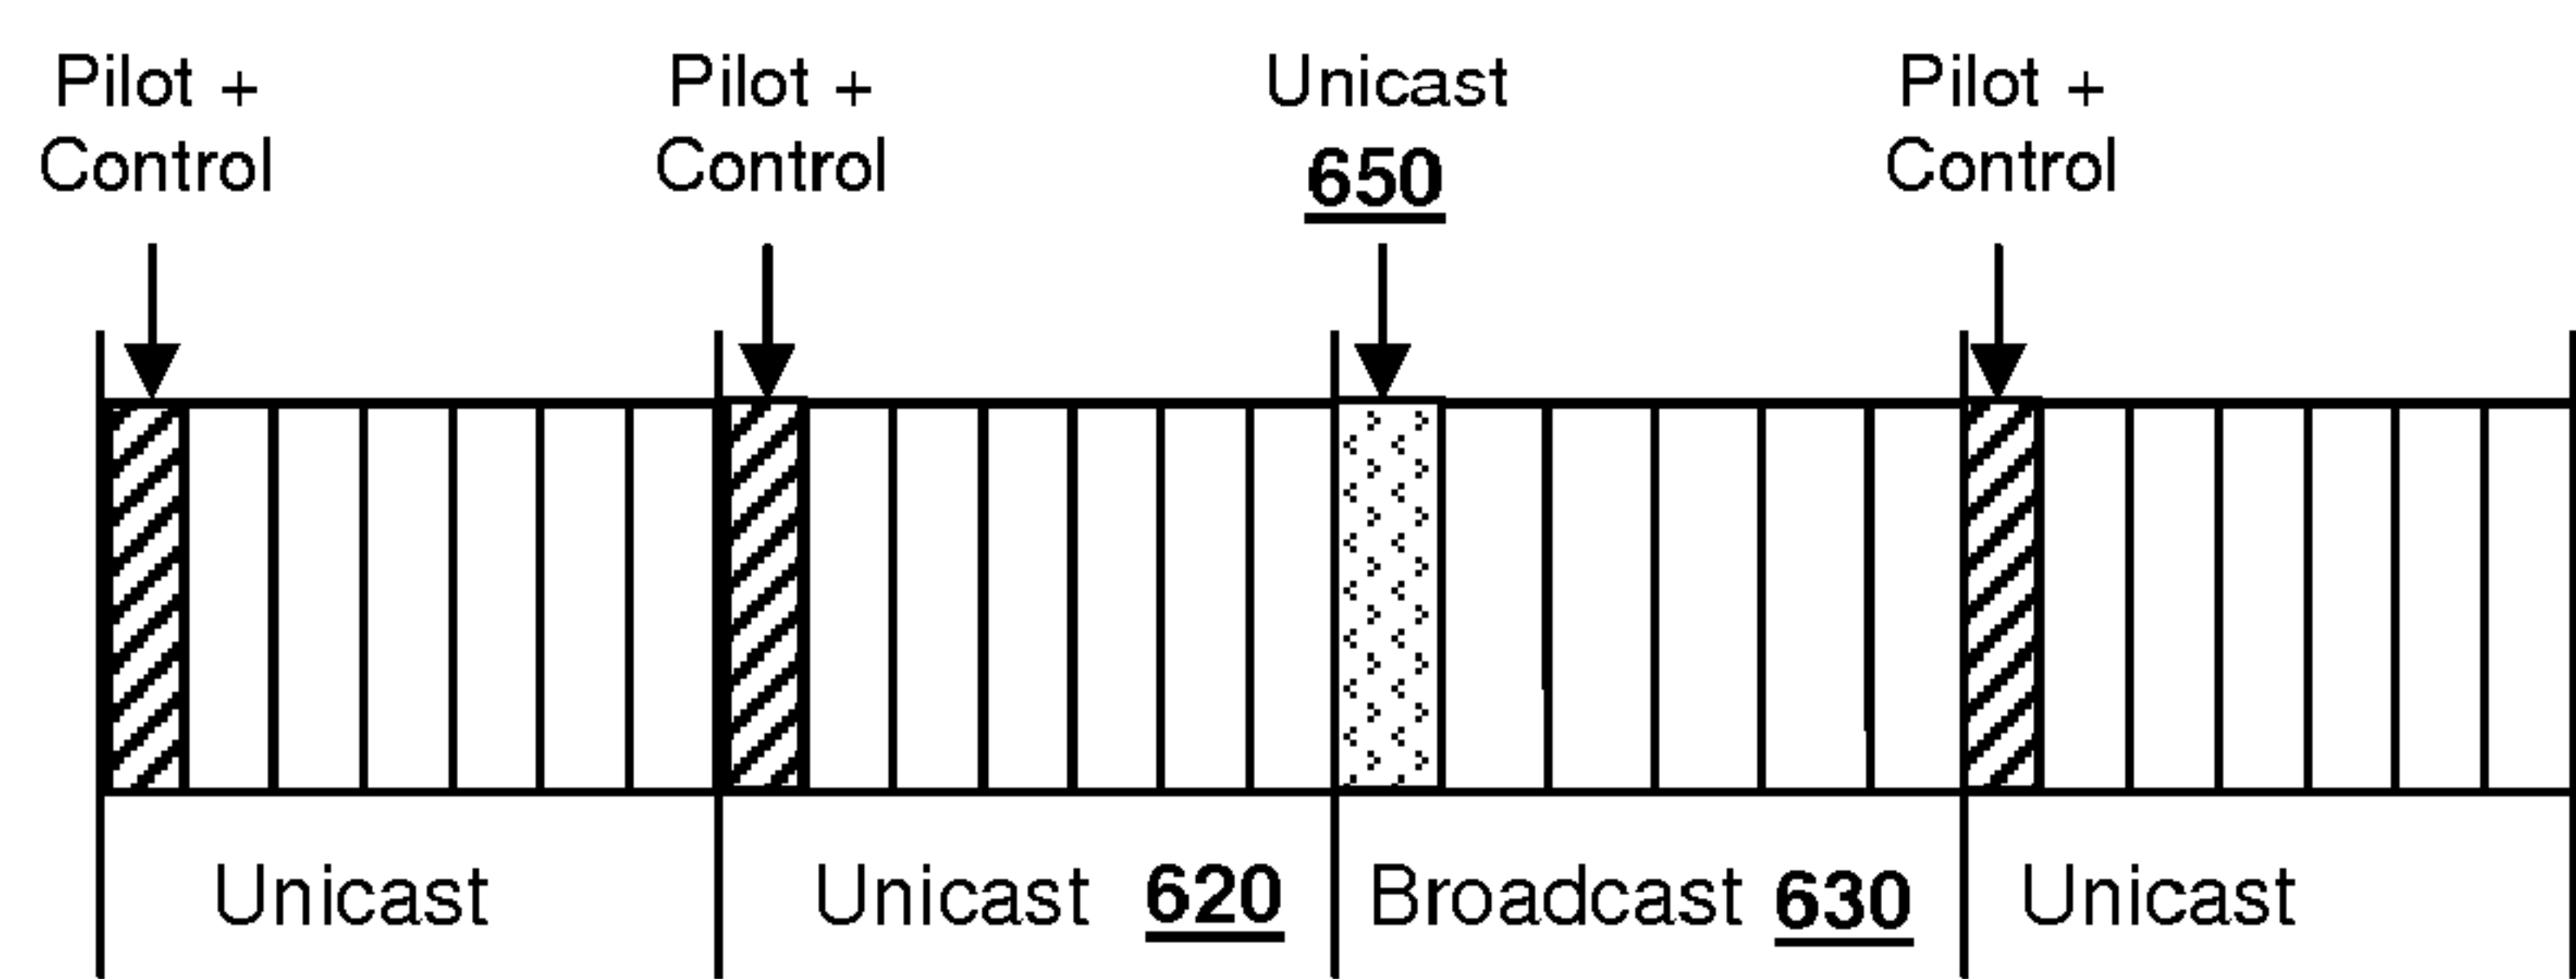 Pilot +
Control
Pilot +
Control
Unicast
650
Pilot +
Control
Unicast
Unicast 620
Broadcast 630
Unicast